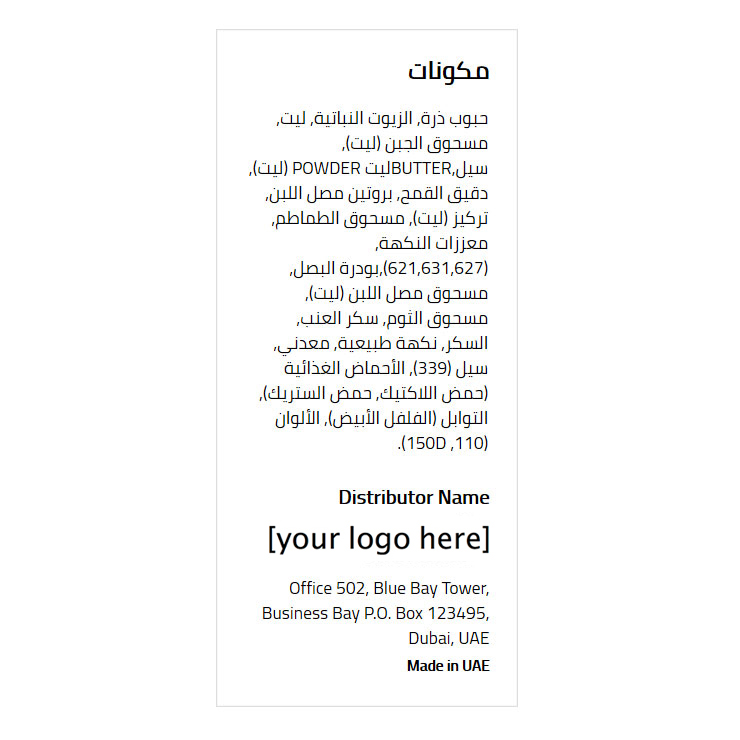 مكونات
حبوب ذرة, الزيوت النباتية, ليت,
مسحوق الجبن (ليت),
سيل,BUTTERليت POWDER (ليت),
دقيق القمح, بروتين مصل اللبن,
تركيز (ليت), مسحوق الطماطم,
معززات النكهة,
(621,631,627),بودرة البصل,
مسحوق مصل اللبن (ليت),
مسحوق الثوم, سكر العنب,
السكر, نكهة طبيعية, معدني,
سيل (339), الأحماض الغذائية
(حمض اللاكتيك, حمض الستريك),
التوابل (الفلفل الأبيض), الألوان
(110, 150D).
Distributor Name
[your logo here]
Office 502, Blue Bay Tower,
Business Bay P.O. Box 123495,
Dubai, UAE
Made in UAE